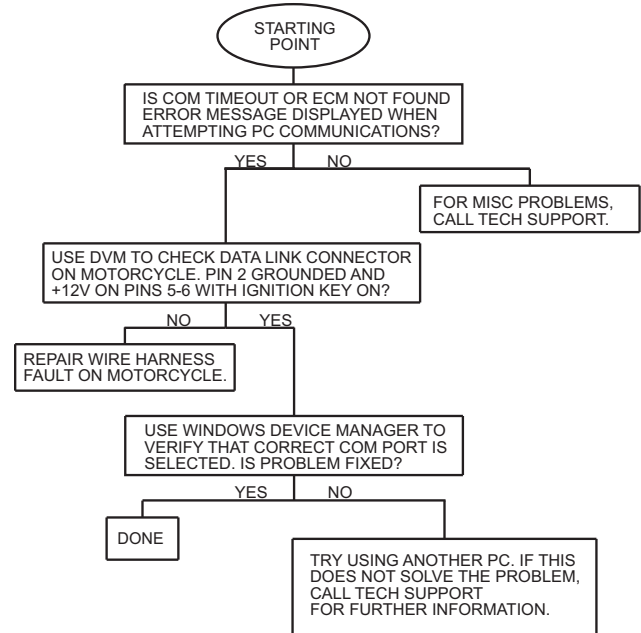 STARTING
POINT
IS COM TIMEOUT OR ECM NOT FOUND
ERROR MESSAGE DISPLAYED WHEN
ATTEMPTING PC COMMUNICATIONS?
YES
NO
FOR MISC PROBLEMS,
CALL TECH SUPPORT.
USE DVM TO CHECK DATA LINK CONNECTOR
ON MOTORCYCLE. PIN 2 GROUNDED AND
+12V ON PINS 5-6 WITH IGNITION KEY ON?
NO
YES
REPAIR WIRE HARNESS
FAULT ON MOTORCYCLE.
USE WINDOWS DEVICE MANAGER TO
VERIFY THAT CORRECT COM PORT IS
SELECTED. IS PROBLEM FIXED?
YES
NO
DONE
TRY USING ANOTHER PC. IF THIS
DOES NOT SOLVE THE PROBLEM,
CALL TECH SUPPORT
FOR FURTHER INFORMATION.